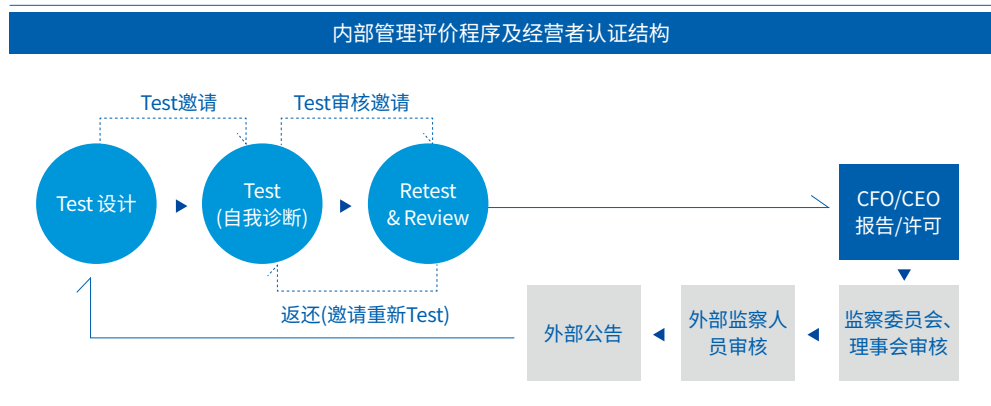 内部管理评价程序及经营者认证结构
Test邀请
Test审核邀请
Test 设计
Test
(自我诊断)
Retest
& Review
CFO/CEO
报告/许可
返还(邀请重新Test)
外部公告
外部监察人
员审核
监察委员会、
理事会审核